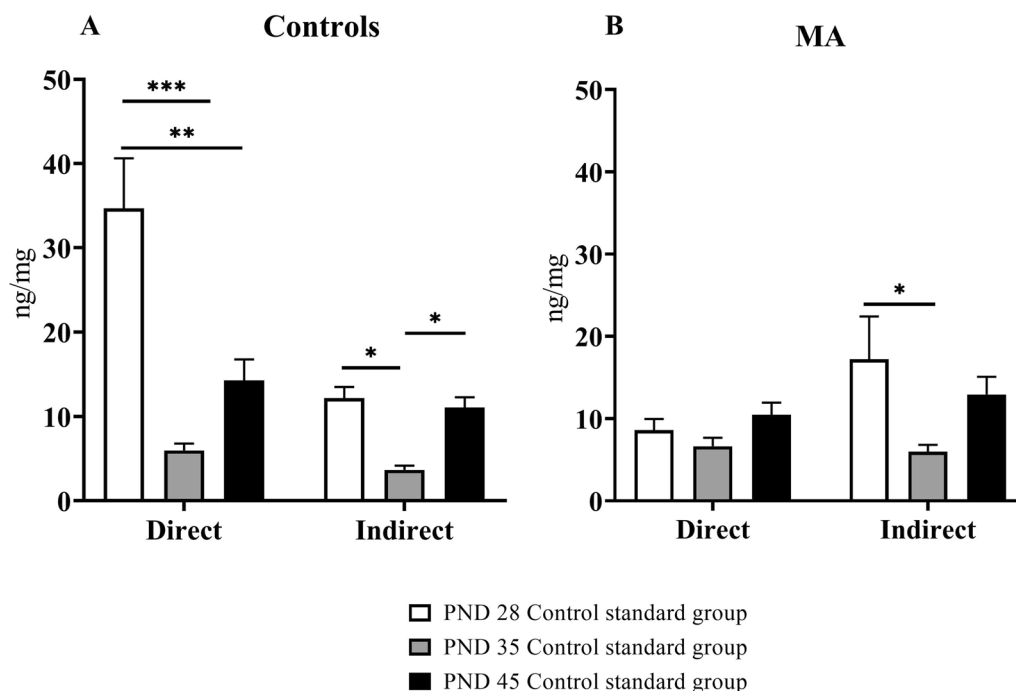 A
Controls
***
**
*
*
50
40
30
20
10
0
ng/mg
Direct
Indirect
B
MA
*
50
40
30
20
10
0
ng/mg
Direct
Indirect
PND 28 Control standard group
PND 35 Control standard group
PND 45 Control standard group